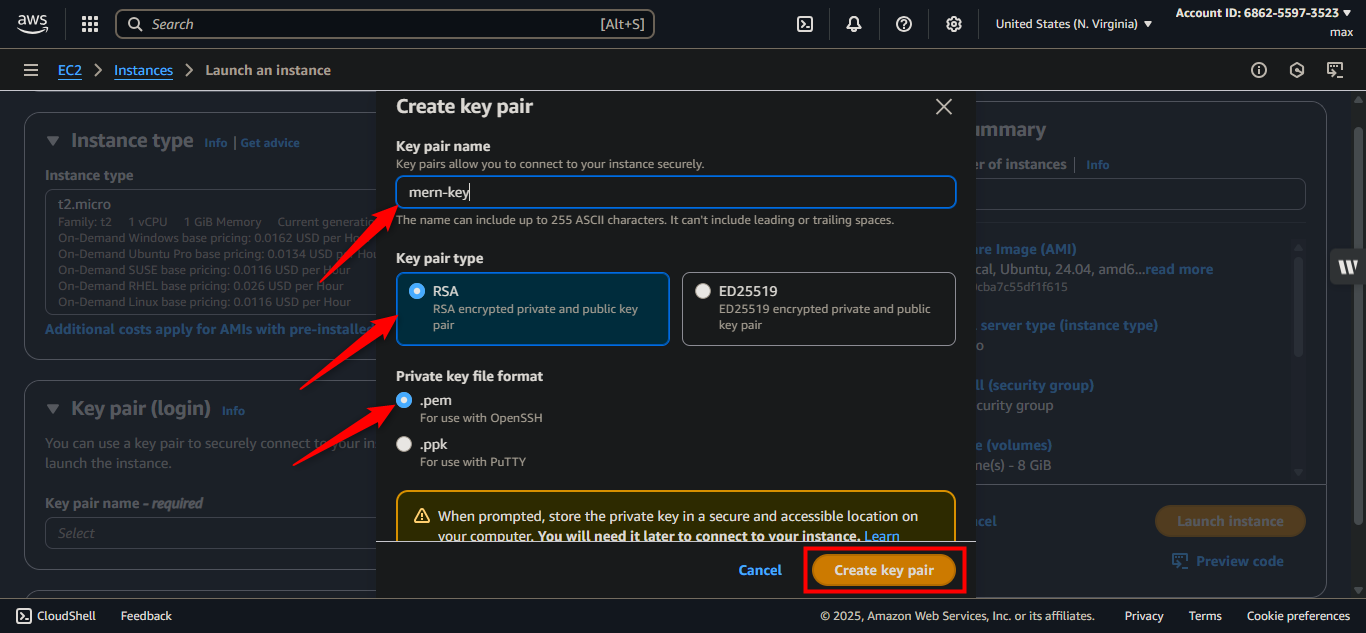 aws
Search
[Alt+S]
United States (N. Virginia)
Account ID: 6862-5597-3523
max
EC2
Instances
Launch an instance
Instance type
Info
Get advice
Instance type
t2.micro
Family: t2 1 vCPU 1 GiB Memory Current generatio
On-Demand Windows base pricing: 0.0162 USD per Hou
On-Demand Ubuntu Pro base pricing: 0.0134 USD per Hou
On-Demand SUSE base pricing: 0.0116 USD per Hour
On-Demand RHEL base pricing: 0.026 USD per Hour
On-Demand Linux base pricing: 0.0116 USD per Hour
Additional costs apply for AMIs with pre-installed
Key pair (login)
Info
You can use a key pair to securely connect to your ins
launch the instance.
Key pair name - required
Select
Create key pair
Key pair name
Key pairs allow you to connect to your instance securely.
mern-key
The name can include up to 255 ASCII characters. It can't include leading or trailing spaces.
Key pair type
RSA
RSA encrypted private and public key
pair
ED25519
ED25519 encrypted private and public
key pair
Private key file format
.pem
For use with OpenSSH
.ppk
For use with PuTTY
When prompted, store the private key in a secure and accessible location on
your computer. You will need it later to connect to your instance. Learn
Cancel
Create key pair
ummary
er of instances
Info
re Image (AMI)
cal, Ubuntu, 24.04, amd6...read more
cba7c55df1f615
server type (instance type)
o
ll (security group)
curity group
e (volumes)
me(s) - 8 GiB
cel
Launch instance
Preview code
W
CloudShell
Feedback
© 2025, Amazon Web Services, Inc. or its affiliates.
Privacy
Terms
Cookie preferences